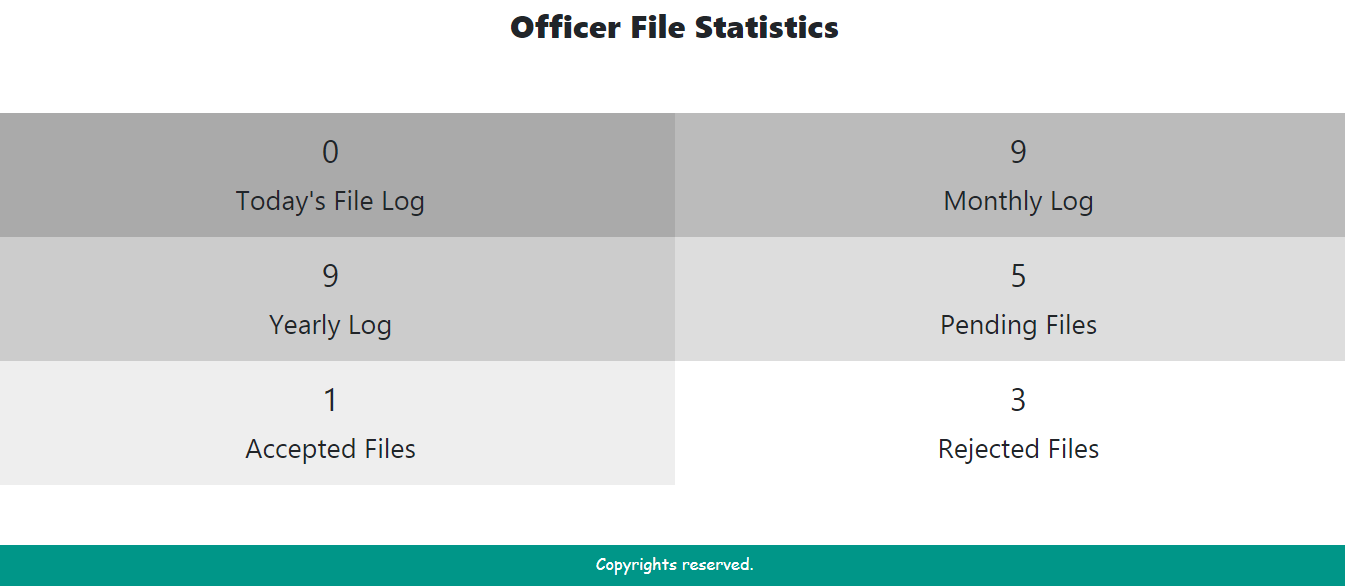 Officer File Statistics
0
Today's File Log
9
Monthly Log
9
Yearly Log
5
Pending Files
1
Accepted Files
3
Rejected Files
Copyrights reserved.